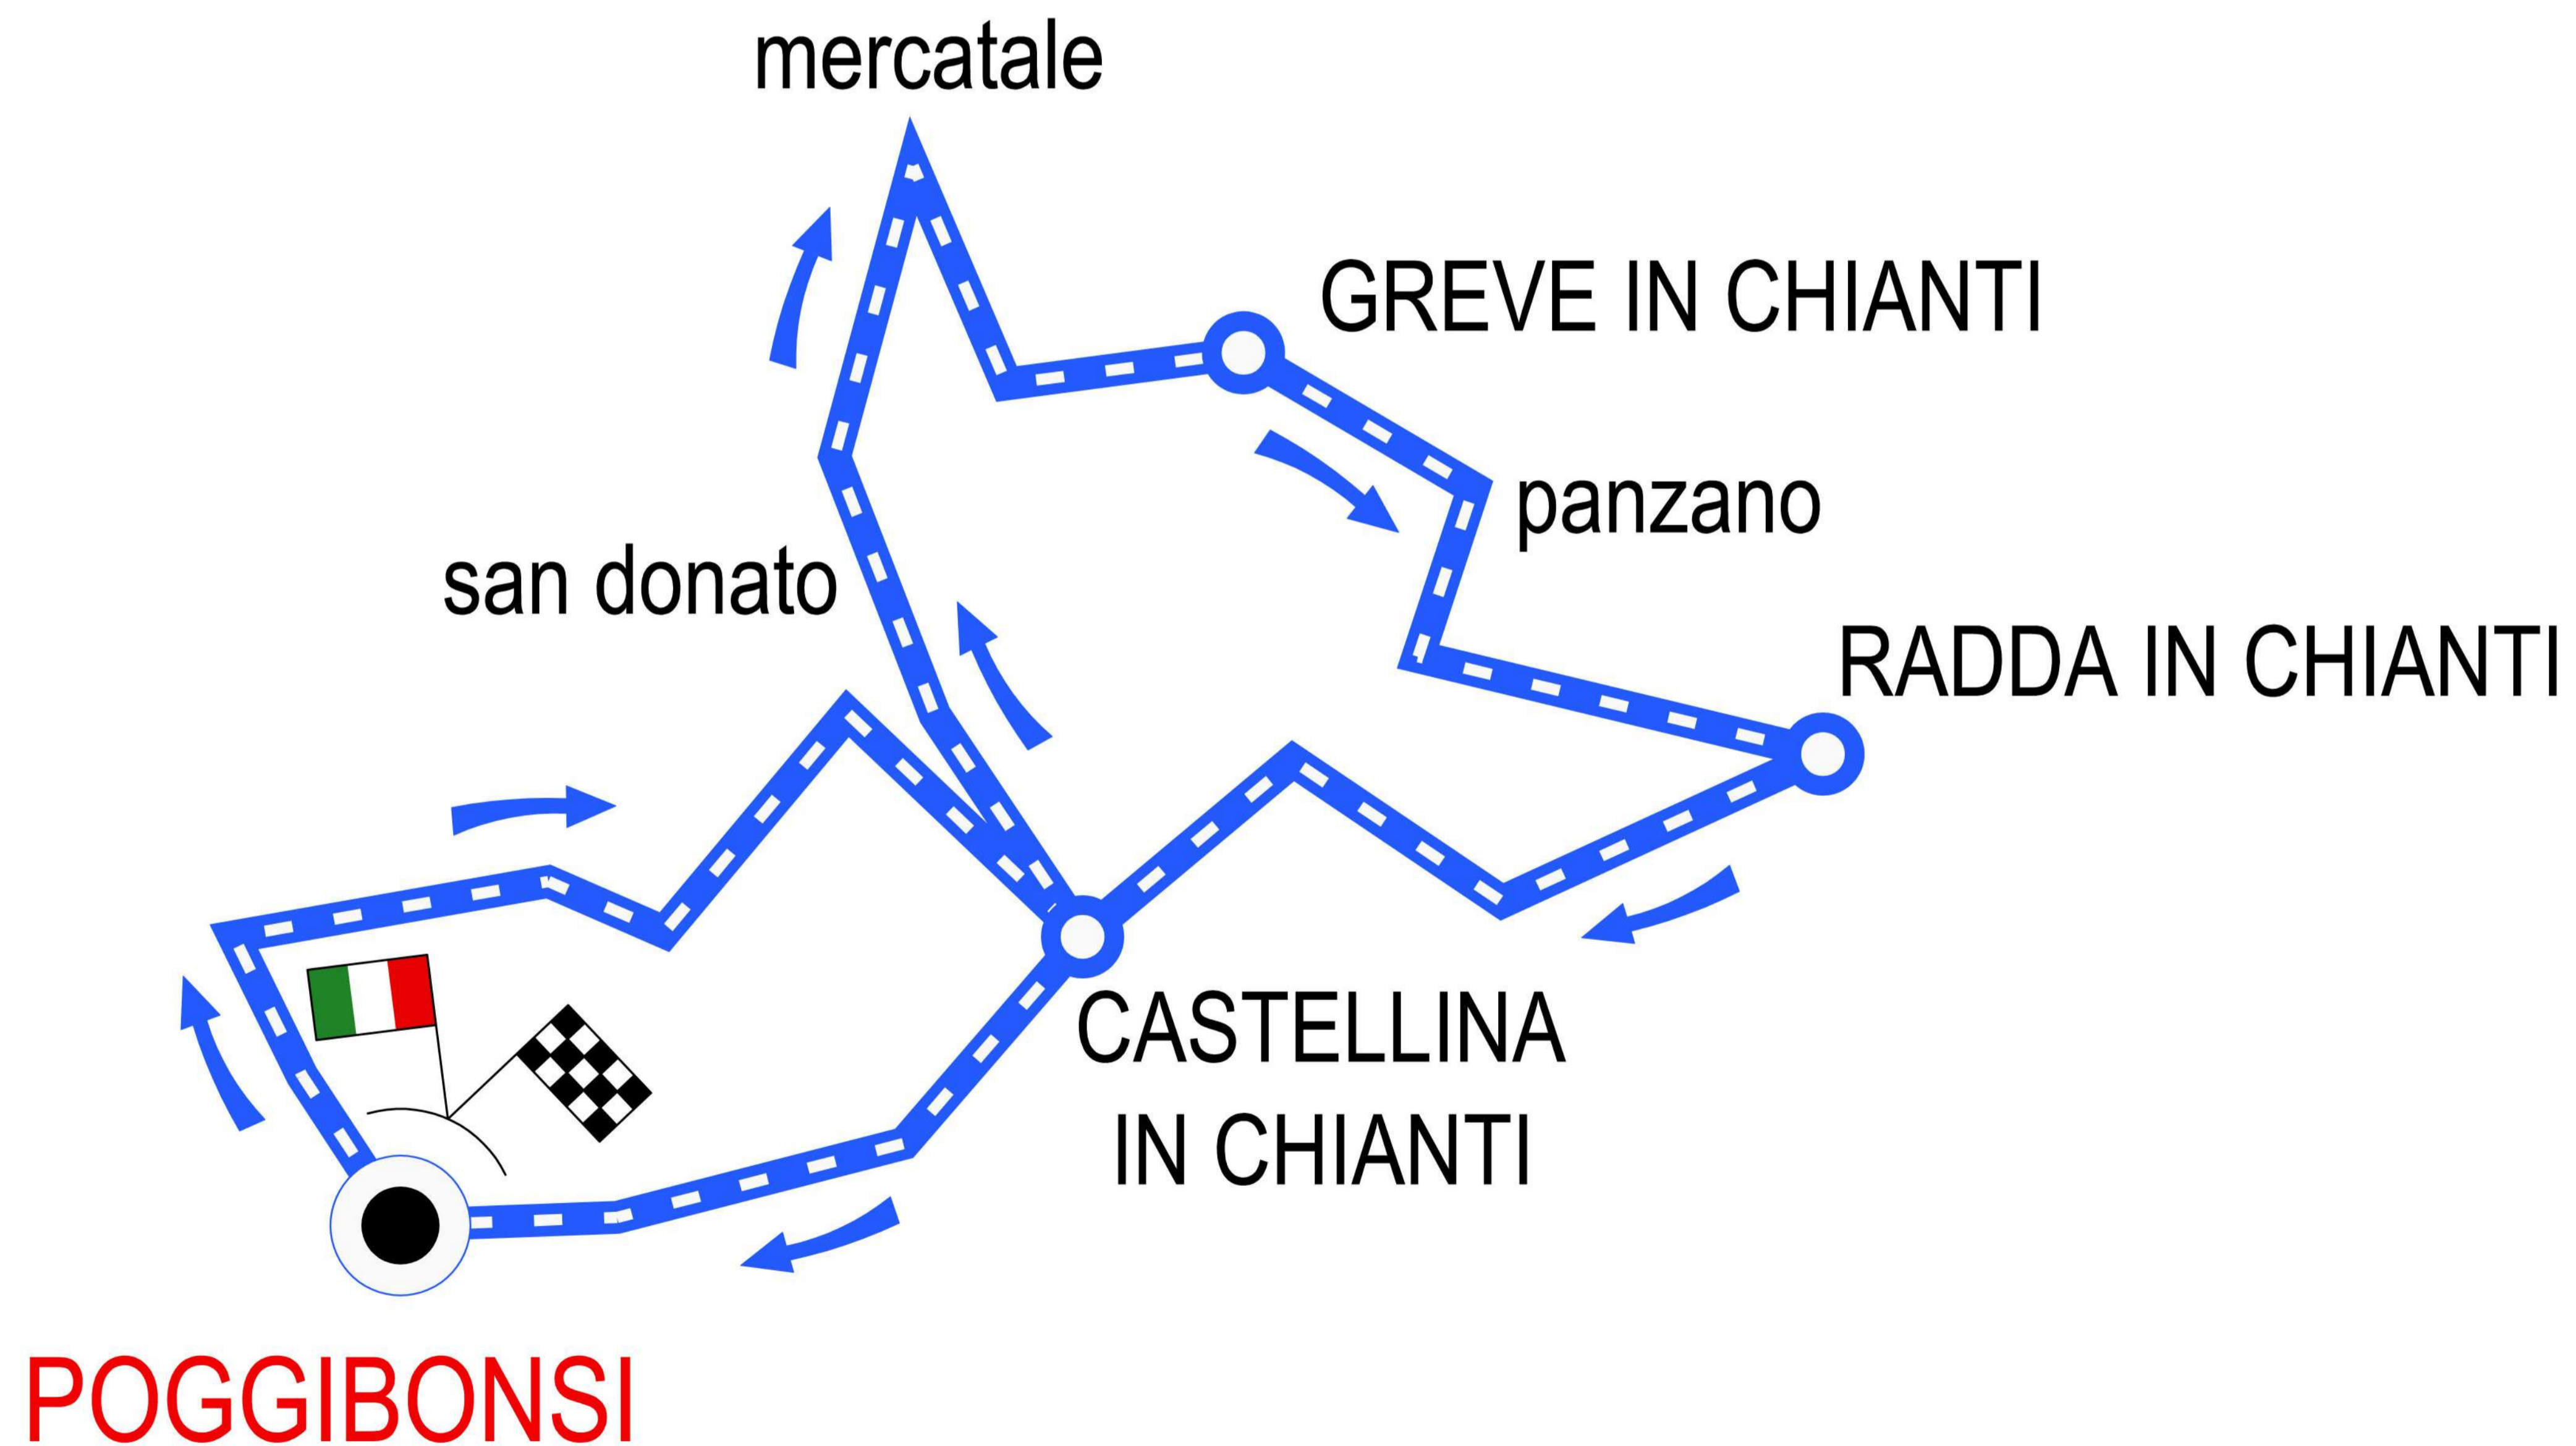 mercatale
GREVE IN CHIANTI
panzano
san donato
RADDA IN CHIANTI
CASTELLINA
IN CHIANTI
POGGIBONSI